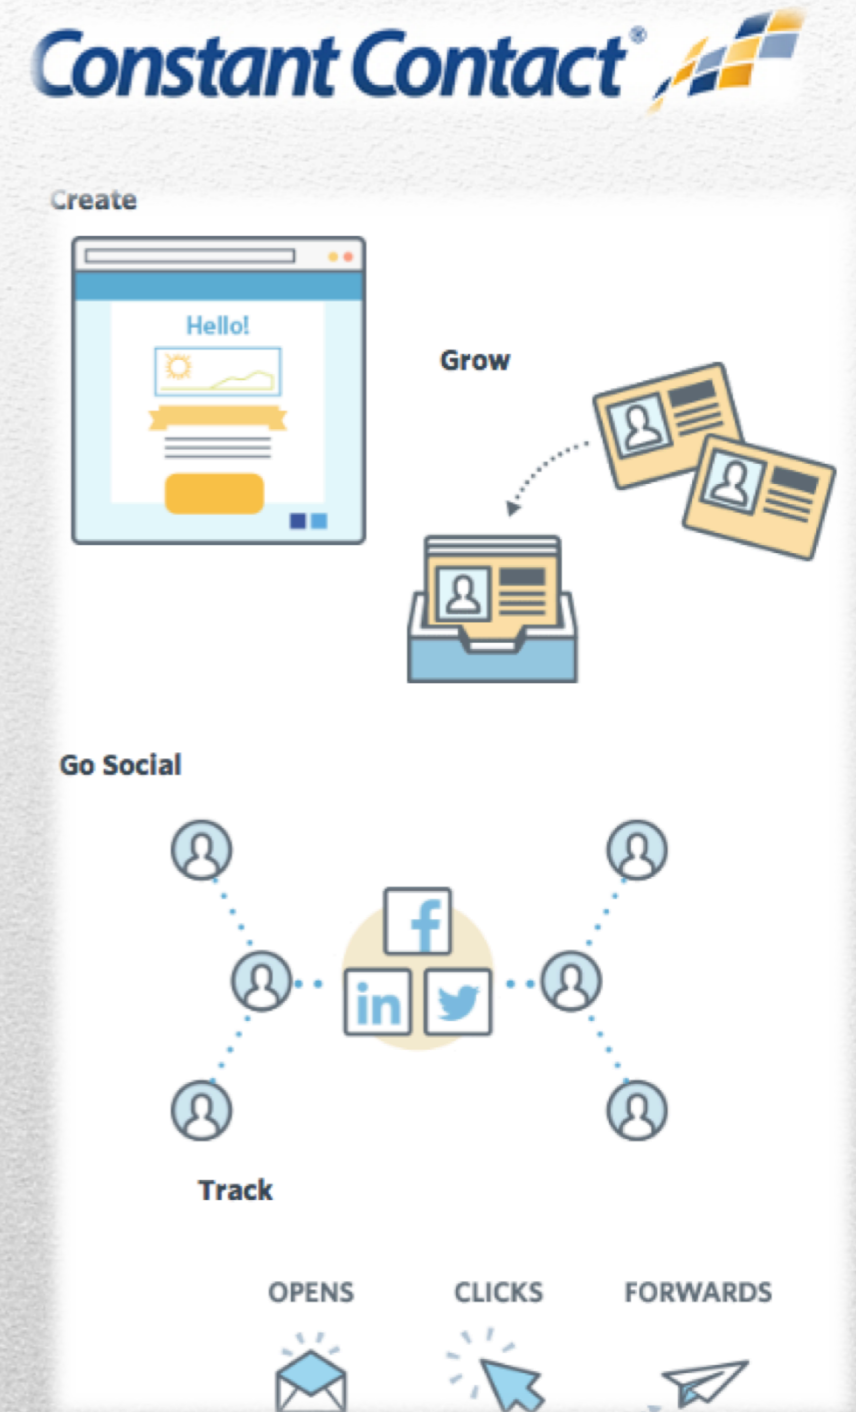 Constant Contact®
Create
Hello!
Grow
Go Social
f
in
Track
OPENS CLICKS FORWARDS